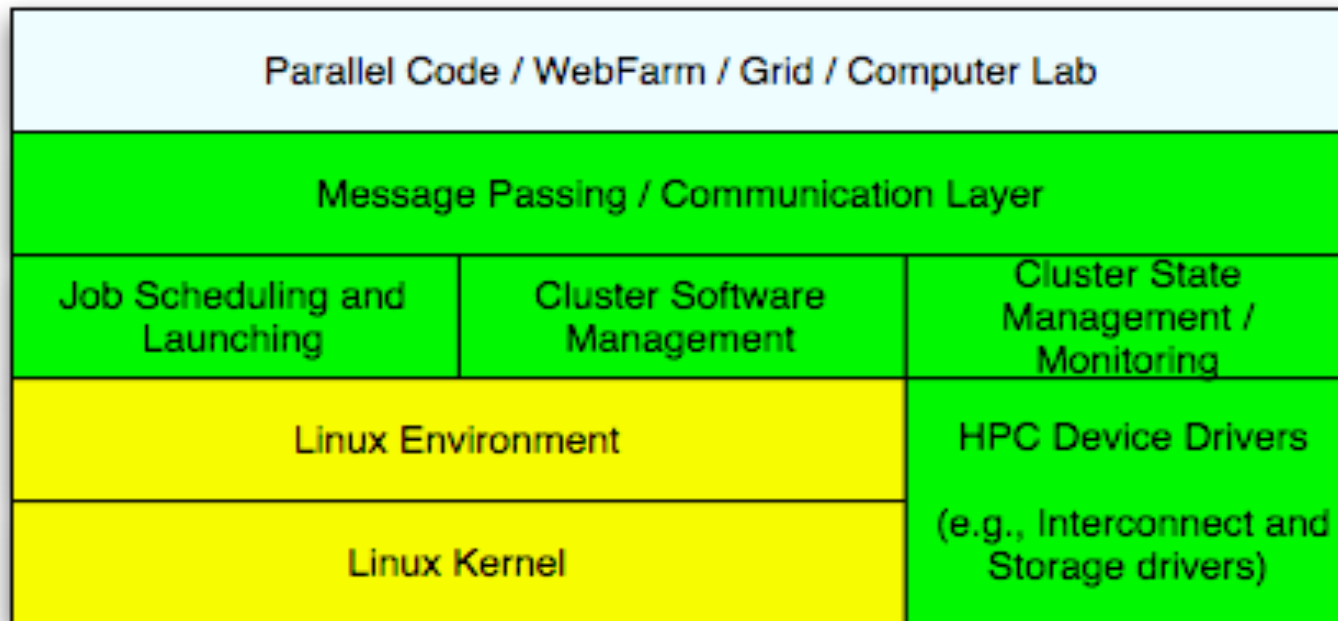 Parallel Code / WebFarm / Grid / Computer Lab
Message Passing / Communication Layer
Job Scheduling and
Launching
Cluster Software
Management
Cluster State
Management /
Monitoring
Linux Environment
Linux Kernel
HPC Device Drivers
(e.g., Interconnect and
Storage drivers)